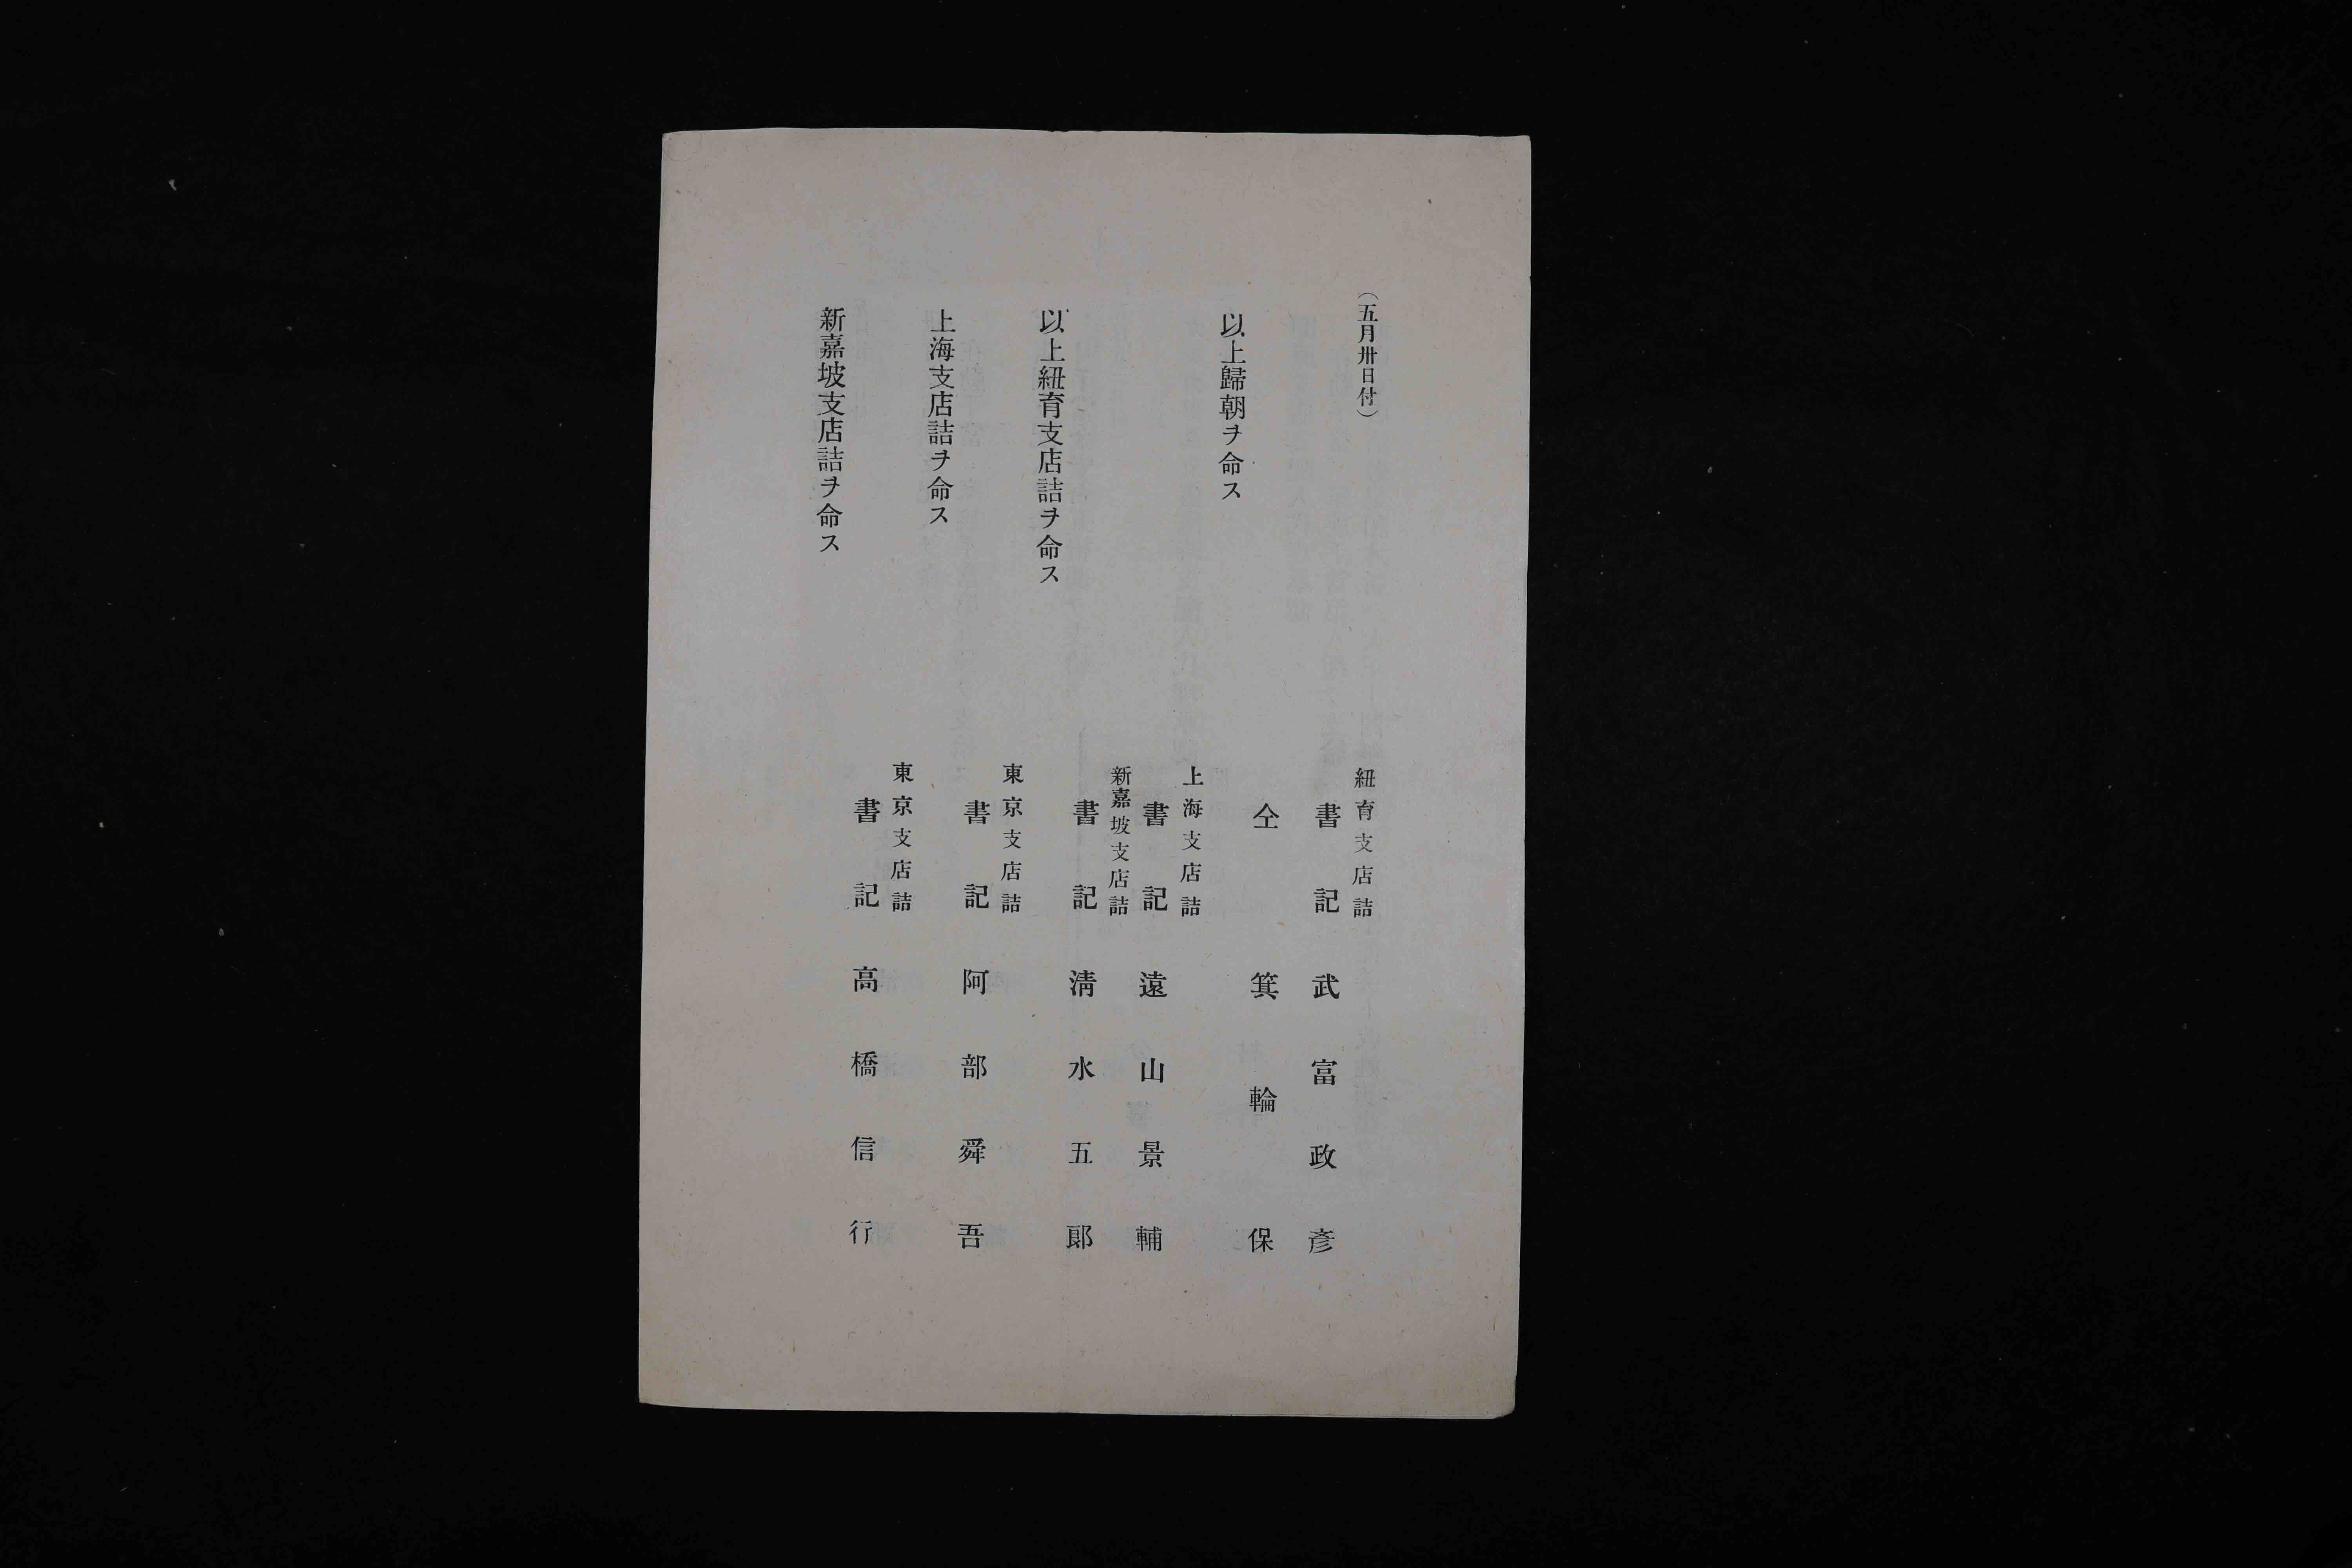 （五月卅日付）
紐育支店詰
書記 武富政彥
仝 箕輪保
以上歸朝ヲ命ス
上海支店詰
書記 遠山景輔
新嘉坡支店詰
書記 淸水五郎
以上紐育支店詰ヲ命ス
東京支店詰
書記 阿部舜吾
上海支店詰ヲ命ス
東京支店詰
書記 高橋信行
新嘉坡支店詰ヲ命ス